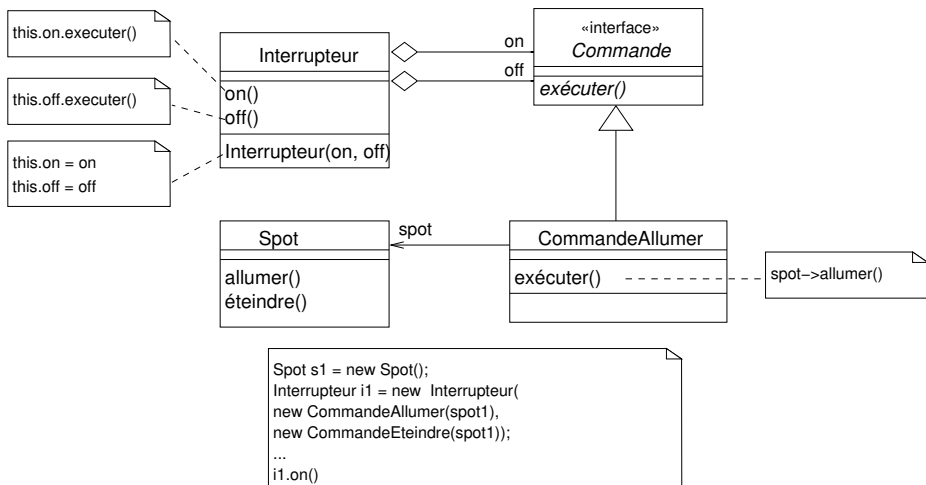 this.on.executer()
Interrupteur
on
«interface»
Commande
off
this.off.executer()
on()
off()
exécuter()
this.on = on
this.off = off
Interrupteur(on, off)
Spot
spot
CommandeAllumer
allumer()
éteindre()
exécuter()
spot−>allumer()
Spot s1 = new Spot();
Interrupteur i1 = new Interrupteur(
new CommandeAllumer(spot1),
new CommandeEteindre(spot1));
...
i1.on()